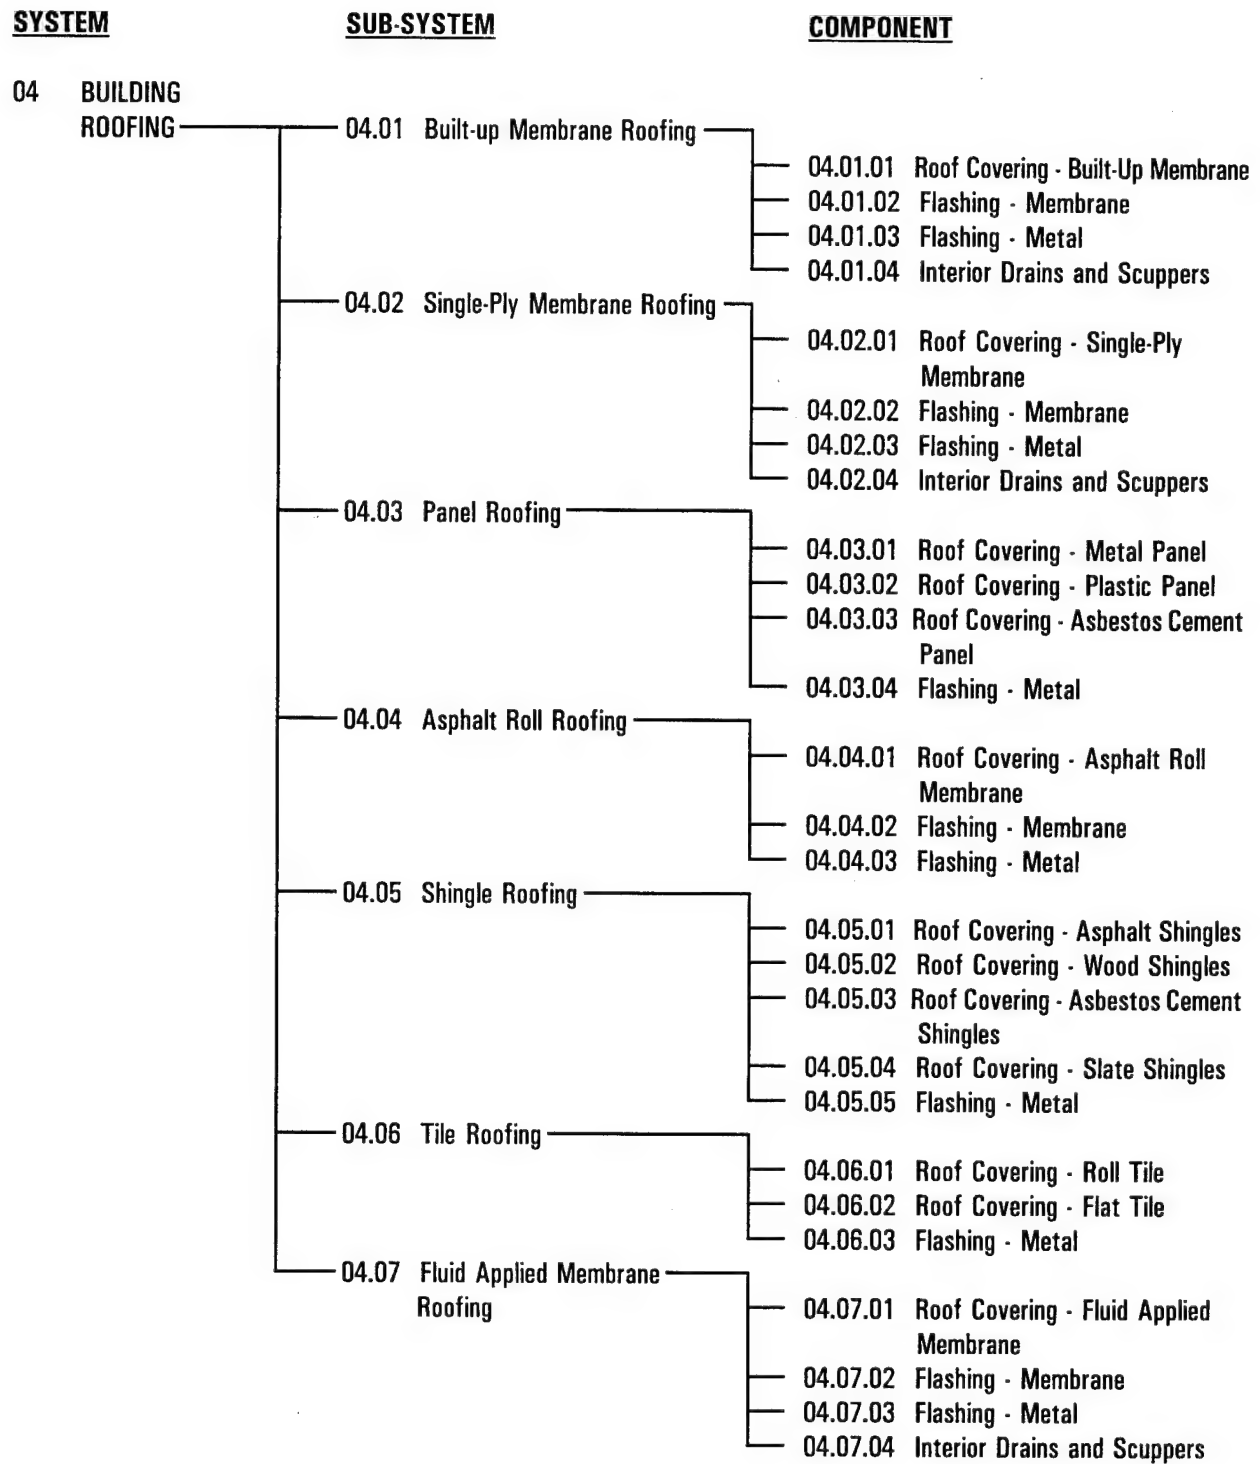 SYSTEM SUB-SYSTEM COMPONENT
04 BUILDING
ROOFING 04.01 Built-up Membrane Roofing
04.01.01 Roof Covering - Built-Up Membrane
04.01.02 Flashing - Membrane
04.01.03 Flashing - Metal
04.01.04 Interior Drains and Scuppers
04.02 Single-Ply Membrane Roofing
04.02.01 Roof Covering - Single-Ply
Membrane
04.02.02 Flashing - Membrane
04.02.03 Flashing - Metal
04.02.04 Interior Drains and Scuppers
04.03 Panel Roofing
04.03.01 Roof Covering - Metal Panel
04.03.02 Roof Covering - Plastic Panel
04.03.03 Roof Covering - Asbestos Cement
Panel
04.03.04 Flashing - Metal
04.04 Asphalt Roll Roofing
04.04.01 Roof Covering - Asphalt Roll
Membrane
04.04.02 Flashing - Membrane
04.04.03 Flashing - Metal
04.05 Shingle Roofing
04.05.01 Roof Covering - Asphalt Shingles
04.05.02 Roof Covering - Wood Shingles
04.05.03 Roof Covering - Asbestos Cement
Shingles
04.05.04 Roof Covering - Slate Shingles
04.05.05 Flashing - Metal
04.06 Tile Roofing
04.06.01 Roof Covering - Roll Tile
04.06.02 Roof Covering - Flat Tile
04.06.03 Flashing - Metal
04.07 Fluid Applied Membrane
Roofing
04.07.01 Roof Covering - Fluid Applied
Membrane
04.07.02 Flashing - Membrane
04.07.03 Flashing - Metal
04.07.04 Interior Drains and Scuppers